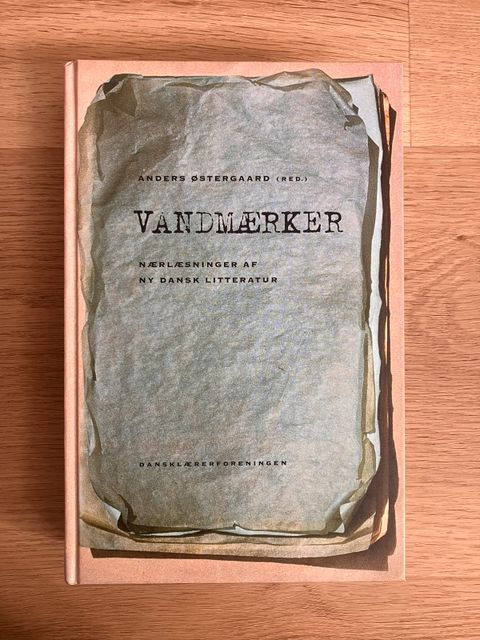 ANDERS ØSTERGAARD (RED.)
VANDMÆRKER
NÆRLÆSNINGER AF
NY DANSK LITTERATUR
DANSKLÆRERFORENINGEN